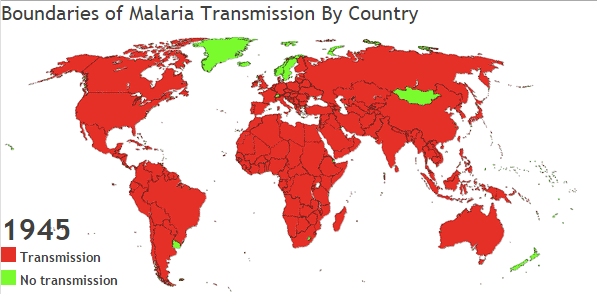 Boundaries of Malaria Transmission By Country
1945
Transmission
No transmission